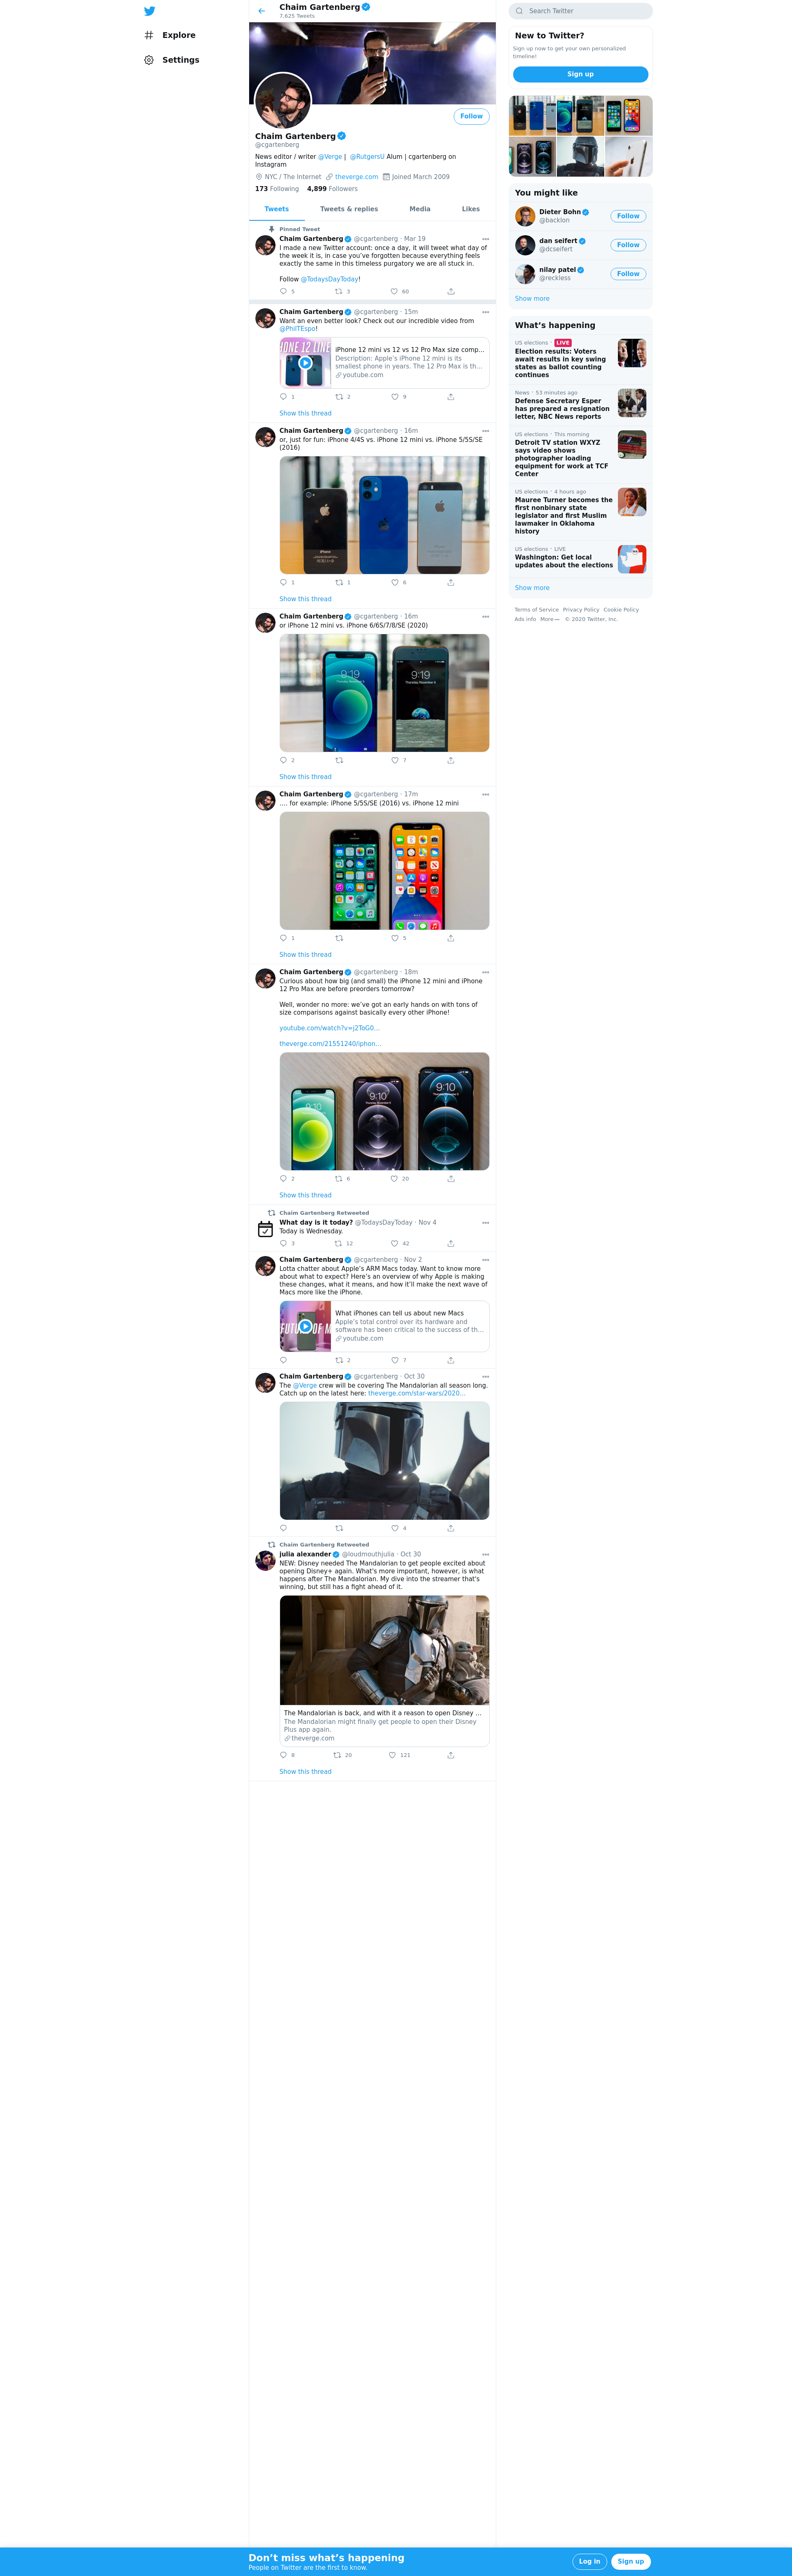 Explore
Settings
Chaim Gartenberg
7,625 Tweets
Follow
Chaim Gartenberg
@cgartenberg
News editor / writer @Verge | @RutgersU Alum | cgartenberg on
Instagram
NYC / The Internet theverge.com Joined March 2009
173 Following 4,899 Followers
Tweets Tweets & replies Media Likes
Pinned Tweet
Chaim Gartenberg @cgartenberg · Mar 19
I made a new Twitter account: once a day, it will tweet what day of
the week it is, in case you’ve forgotten because everything feels
exactly the same in this timeless purgatory we are all stuck in.
Follow @TodaysDayToday!
5 3 60
Chaim Gartenberg @cgartenberg · 15m
Want an even better look? Check out our incredible video from
@PhilTEspo!
iPhone 12 mini vs 12 vs 12 Pro Max size comp…
Description: Apple’s iPhone 12 mini is its
smallest phone in years. The 12 Pro Max is th…
youtube.com
1 2 9
Show this thread
Chaim Gartenberg @cgartenberg · 16m
or, just for fun: iPhone 4/4S vs. iPhone 12 mini vs. iPhone 5/5S/SE
(2016)
1 1 6
Show this thread
Chaim Gartenberg @cgartenberg · 16m
or iPhone 12 mini vs. iPhone 6/6S/7/8/SE (2020)
9:19 9:19
2 7
Show this thread
Chaim Gartenberg @cgartenberg · 17m
.... for example: iPhone 5/5S/SE (2016) vs. iPhone 12 mini
1 5
Show this thread
Chaim Gartenberg @cgartenberg · 18m
Curious about how big (and small) the iPhone 12 mini and iPhone
12 Pro Max are before preorders tomorrow?
Well, wonder no more: we’ve got an early hands on with tons of
size comparisons against basically every other iPhone!
youtube.com/watch?v=j2ToG0…
theverge.com/21551240/iphon…
9:10 9:10 9:10
2 6 20
Show this thread
Chaim Gartenberg Retweeted
What day is it today? @TodaysDayToday · Nov 4
Today is Wednesday.
3 12 42
Chaim Gartenberg @cgartenberg · Nov 2
Lotta chatter about Apple’s ARM Macs today. Want to know more
about what to expect? Here’s an overview of why Apple is making
these changes, what it means, and how it’ll make the next wave of
Macs more like the iPhone.
What iPhones can tell us about new Macs
Apple’s total control over its hardware and
software has been critical to the success of th…
youtube.com
2 7
Chaim Gartenberg @cgartenberg · Oct 30
The @Verge crew will be covering The Mandalorian all season long.
Catch up on the latest here: theverge.com/star-wars/2020…
4
Chaim Gartenberg Retweeted
julia alexander @loudmouthjulia · Oct 30
NEW: Disney needed The Mandalorian to get people excited about
opening Disney+ again. What's more important, however, is what
happens after The Mandalorian. My dive into the streamer that's
winning, but still has a fight ahead of it.
The Mandalorian is back, and with it a reason to open Disney …
The Mandalorian might finally get people to open their Disney
Plus app again.
theverge.com
8 20 121
Show this thread
Search Twitter
New to Twitter?
Sign up now to get your own personalized
timeline!
Sign up
You might like
Dieter Bohn
@backlon
Follow
dan seifert
@dcseifert
Follow
nilay patel
@reckless
Follow
Show more
What’s happening
US elections · LIVE
Election results: Voters
await results in key swing
states as ballot counting
continues
News · 53 minutes ago
Defense Secretary Esper
has prepared a resignation
letter, NBC News reports
US elections · This morning
Detroit TV station WXYZ
says video shows
photographer loading
equipment for work at TCF
Center
US elections · 4 hours ago
Mauree Turner becomes the
first nonbinary state
legislator and first Muslim
lawmaker in Oklahoma
history
US elections · LIVE
Washington: Get local
updates about the elections
Show more
Terms of Service Privacy Policy Cookie Policy
Ads info More © 2020 Twitter, Inc.
Don’t miss what’s happening
People on Twitter are the first to know.
Log in
Sign up